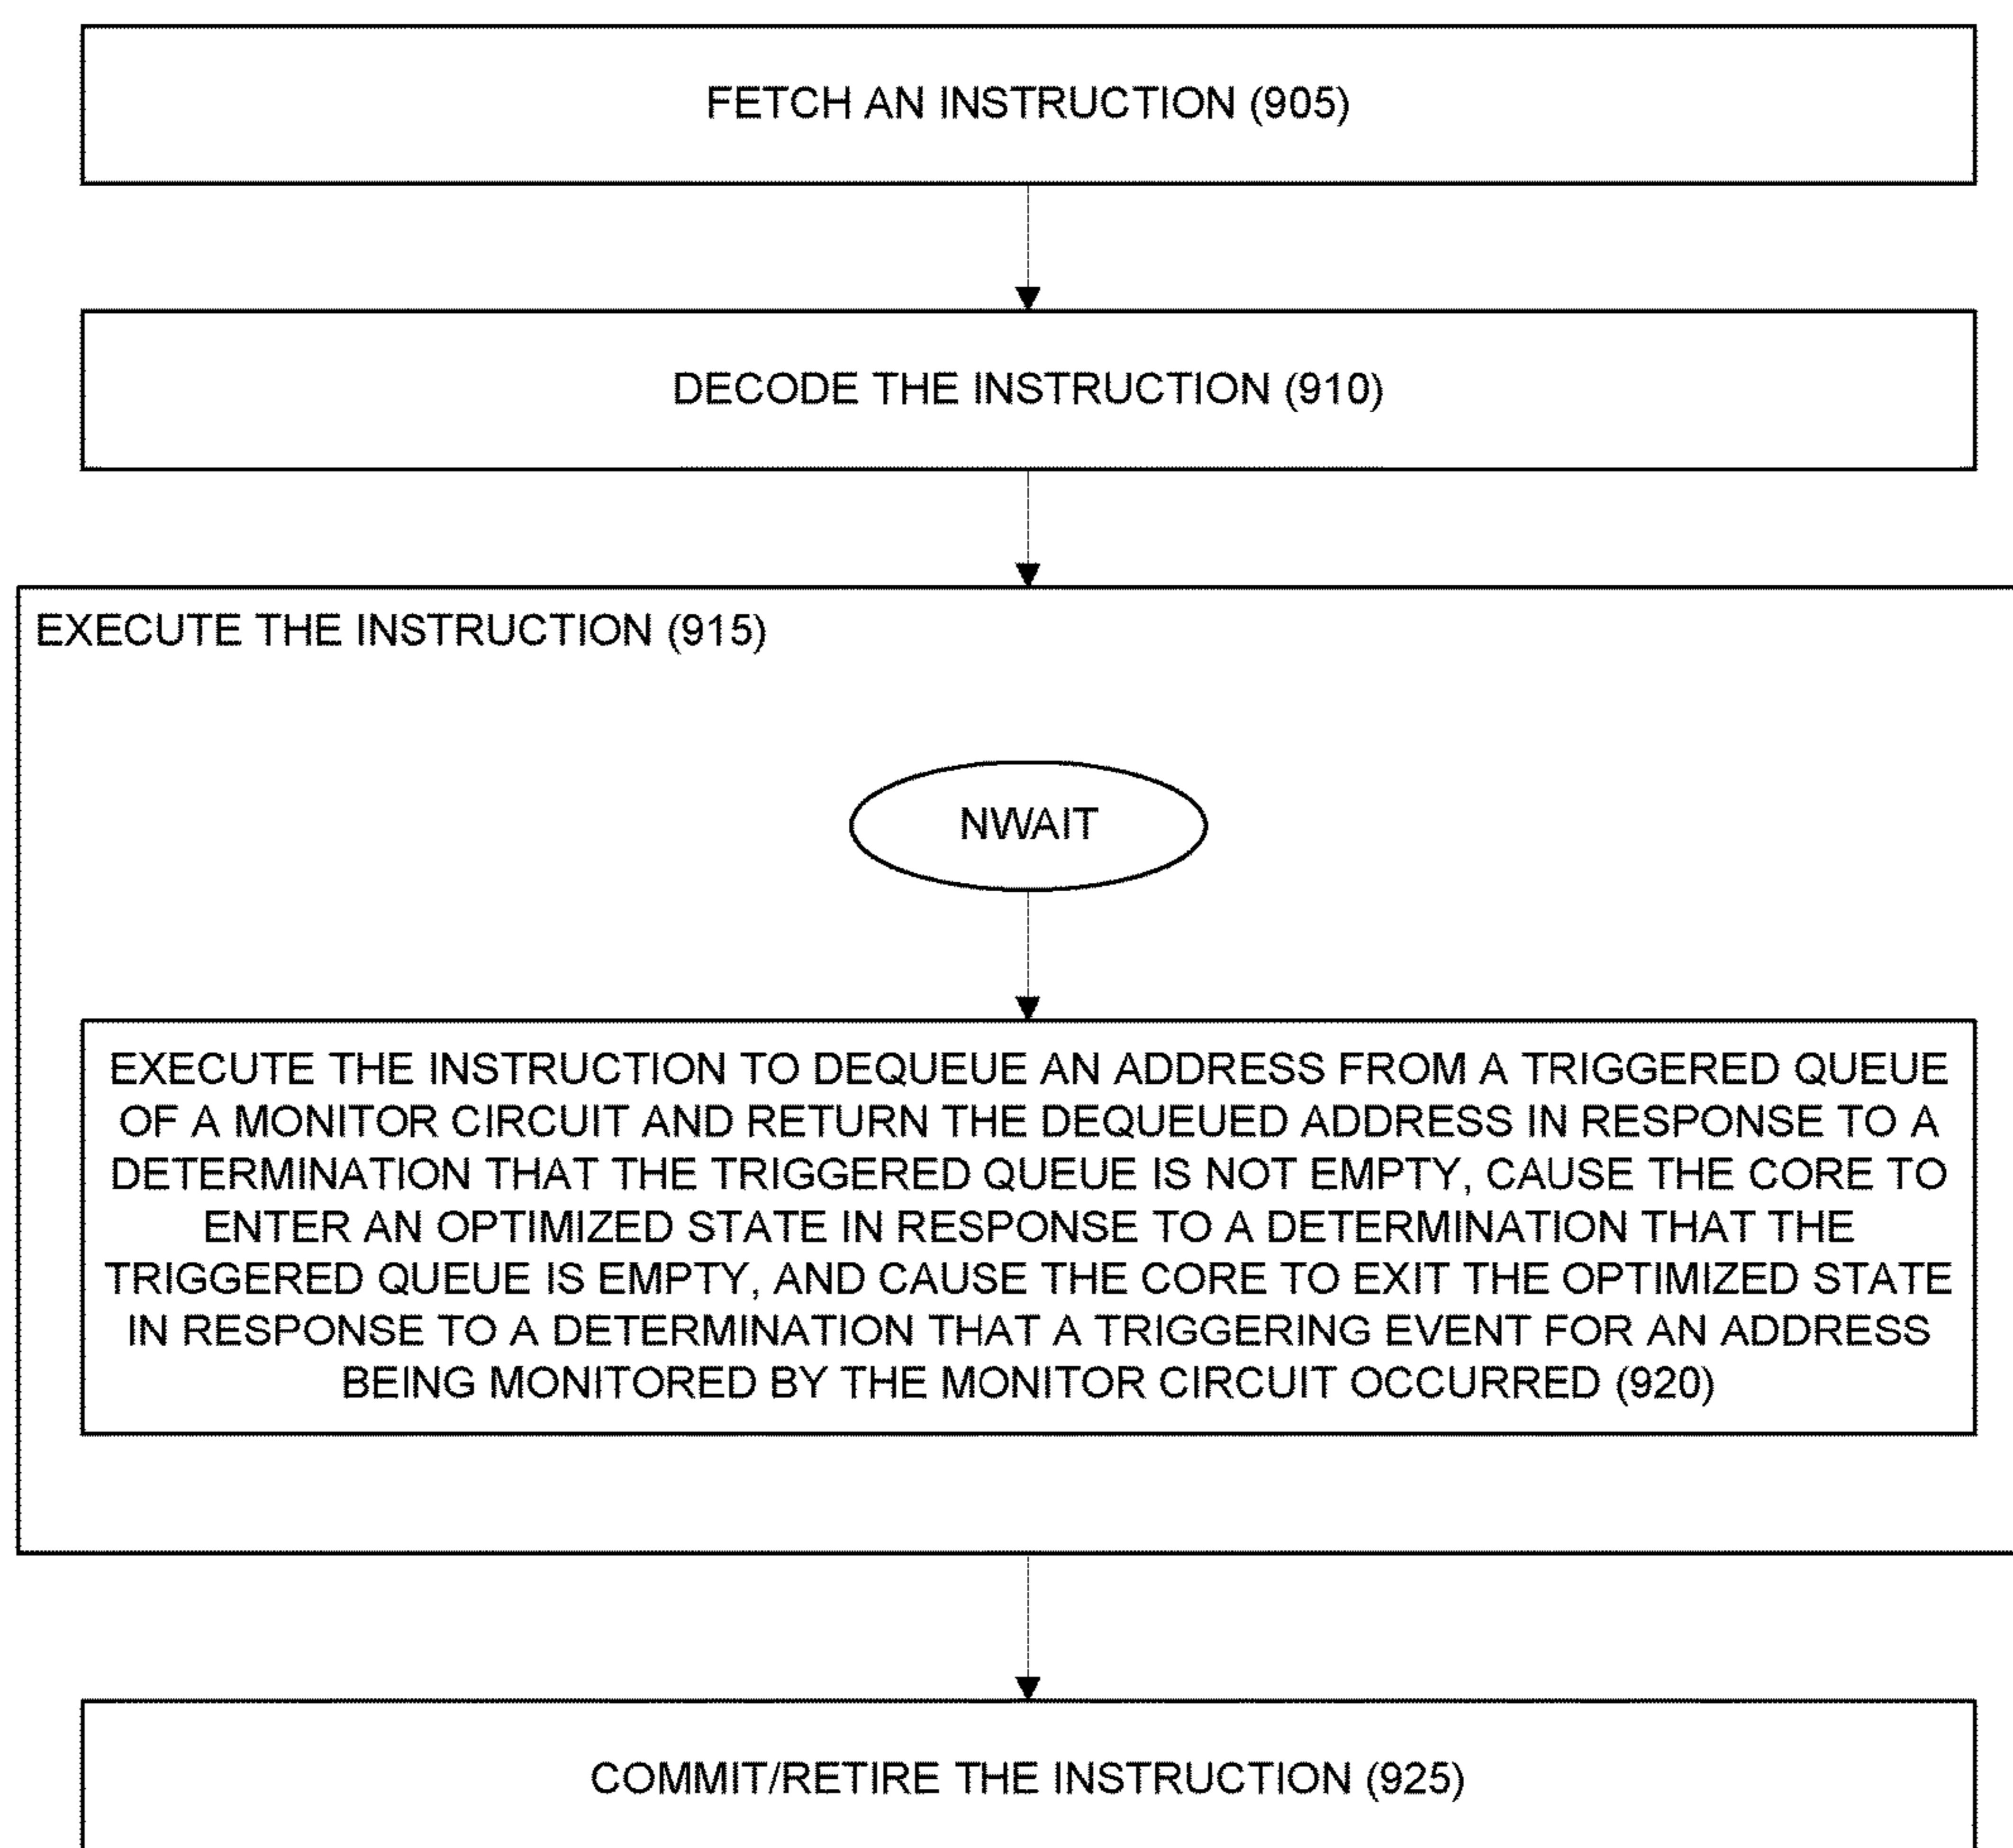 FETCH AN INSTRUCTION (905)
DECODE THE INSTRUCTION (910)
EXECUTE THE INSTRUCTION (915)
NWAIT
EXECUTE THE INSTRUCTION TO DEQUEUE AN ADDRESS FROM A TRIGGERED QUEUE
OF A MONITOR CIRCUIT AND RETURN THE DEQUEUED ADDRESS IN RESPONSE TO A
DETERMINATION THAT THE TRIGGERED QUEUE IS NOT EMPTY, CAUSE THE CORE TO
ENTER AN OPTIMIZED STATE IN RESPONSE TO A DETERMINATION THAT THE
TRIGGERED QUEUE IS EMPTY, AND CAUSE THE CORE TO EXIT THE OPTIMIZED STATE
IN RESPONSE TO A DETERMINATION THAT A TRIGGERING EVENT FOR AN ADDRESS
BEING MONITORED BY THE MONITOR CIRCUIT OCCURRED (920)
COMMIT/RETIRE THE INSTRUCTION (925)